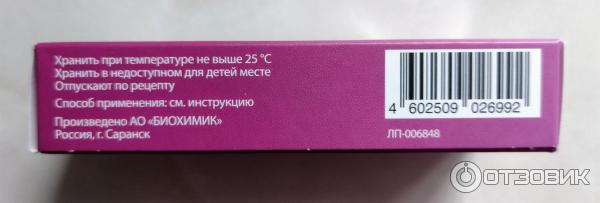 Хранить при температуре не выше 25 °С
Хранить в недоступном для детей месте
Отпускают по рецепту
Способ применения: см. инструкцию
Произведено АО «БИОХИМИК»
Россия, г. Саранск
4 602509 026992
ЛП-006848
ОТЗОВИК